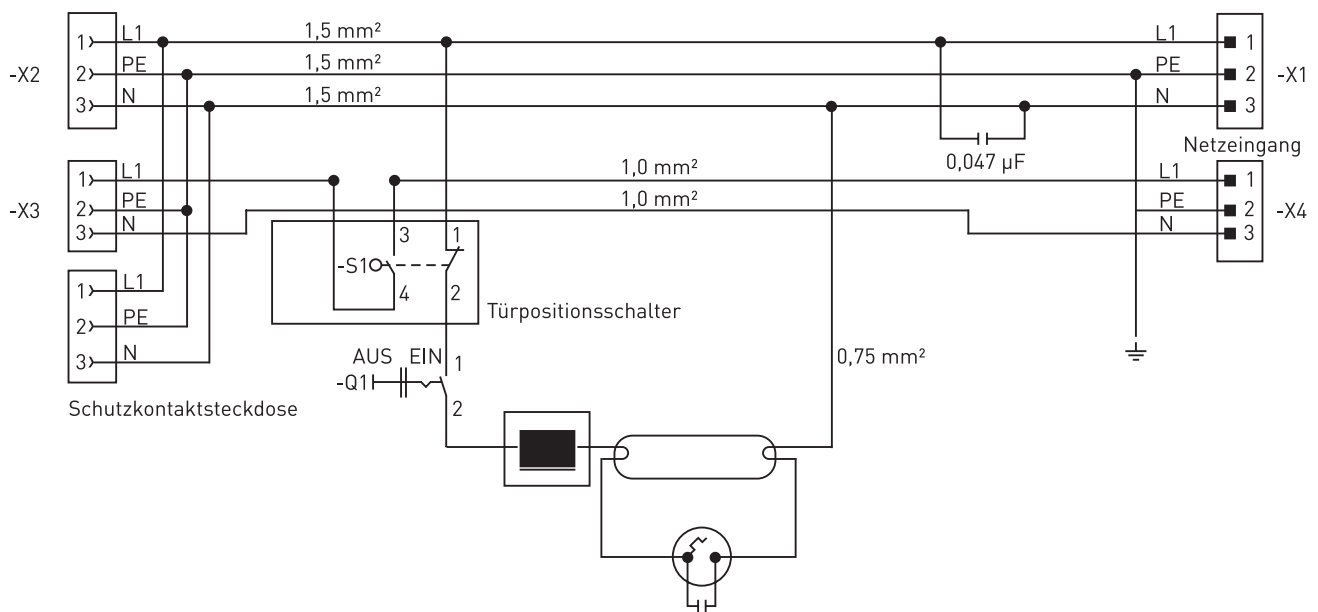 1 L1 1,5 mm² L1 1
-X2 2 PE 1,5 mm² PE 2 -X1
3 N 1,5 mm² N 3
0,047 µF Netzeingang
1 L1 1,0 mm² L1 1
-X3 2 PE 1,0 mm² PE 2 -X4
3 N N 3
3 1
-S1
4 2
1 L1
Türpositionsschalter
2 PE
3 N
AUS EIN 1 0,75 mm²
-Q1
2
Schutzkontaktsteckdose